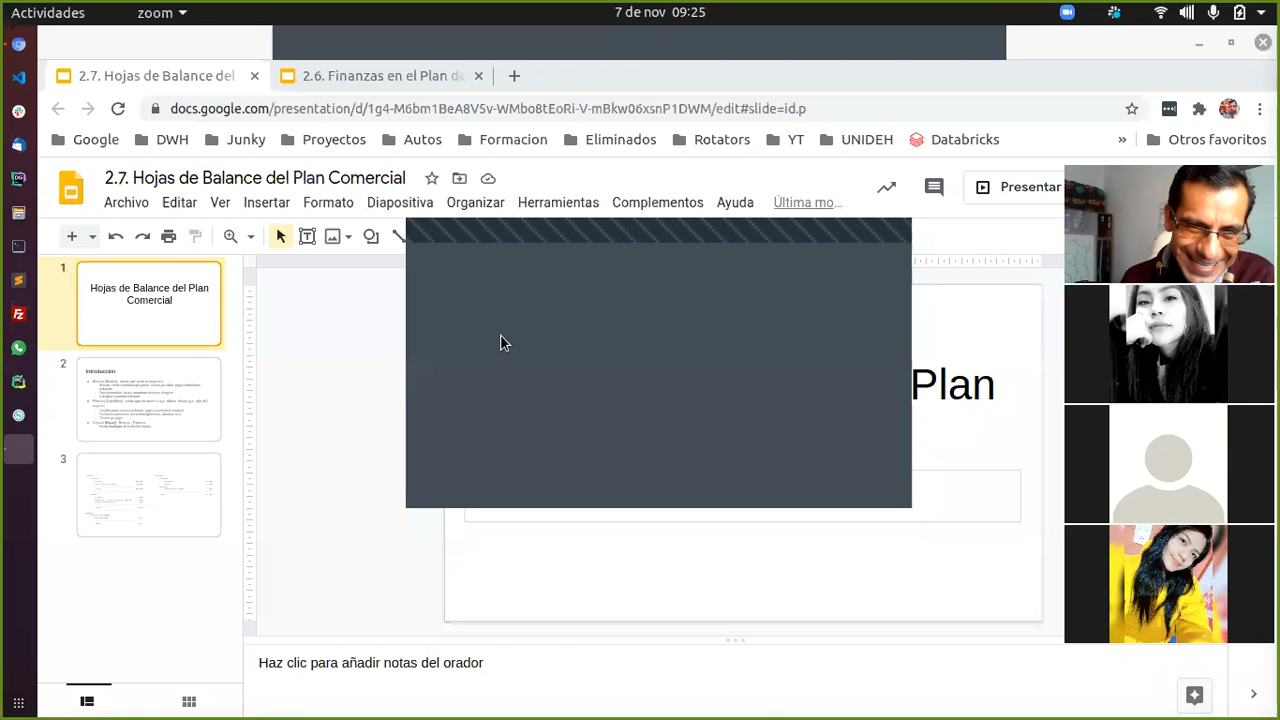 Actividades zoom 7 de nov 09:25
2.7. Hojas de Balance del 2.6. Finanzas en el Plan de
docs.google.com/presentation/d/1g4-M6bm1BeA8V5v-WMbo8tEoRi-V-mBkw06xsnP1DWM/edit#slide=id.p
Google DWH Junky Proyectos Autos Formacion Eliminados Rotators YT UNIDEH Databricks » Otros favoritos
2.7. Hojas de Balance del Plan Comercial
Presentar
Archivo Editar Ver Insertar Formato Diapositiva Organizar Herramientas Complementos Ayuda Última mo...
1
Hojas de Balance del Plan
Comercial
2
Introducción
3
Plan
Haz clic para añadir notas del orador